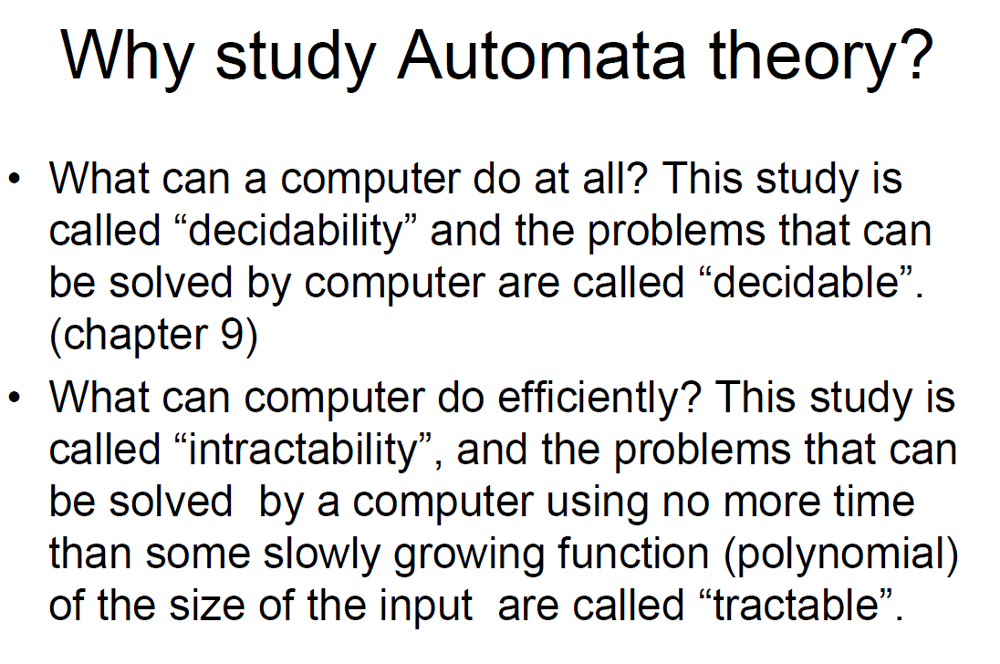 Why study Automata theory?
• What can a computer do at all? This study is
called “decidability” and the problems that can
be solved by computer are called “decidable”.
(chapter 9)
• What can computer do efficiently? This study is
called “intractability”, and the problems that can
be solved  by a computer using no more time
than some slowly growing function (polynomial)
of the size of the input  are called “tractable”.